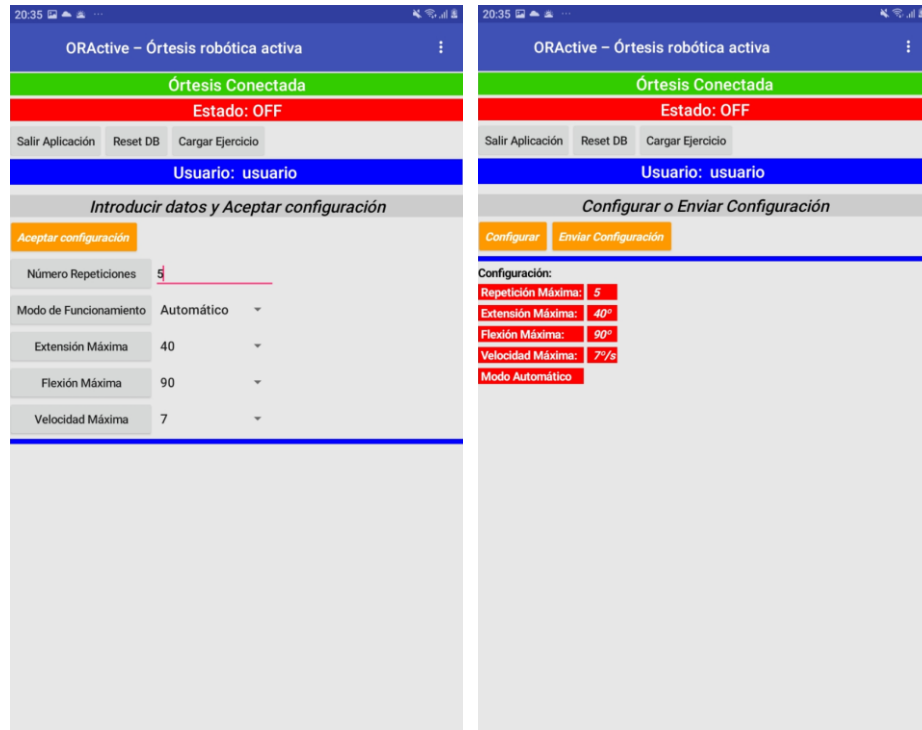 20:35
ORActive – Órtesis robótica activa
Órtesis Conectada
Estado: OFF
Salir Aplicación Reset DB Cargar Ejercicio
Usuario: usuario
Introducir datos y Aceptar configuración
Aceptar configuración
Número Repeticiones 5
Modo de Funcionamiento Automático
Extensión Máxima 40
Flexión Máxima 90
Velocidad Máxima 7
20:35
ORActive – Órtesis robótica activa
Órtesis Conectada
Estado: OFF
Salir Aplicación Reset DB Cargar Ejercicio
Usuario: usuario
Configurar o Enviar Configuración
Configurar Enviar Configuración
Configuración:
Repetición Máxima: 5
Extensión Máxima: 40º
Flexión Máxima: 90º
Velocidad Máxima: 7º/s
Modo Automático